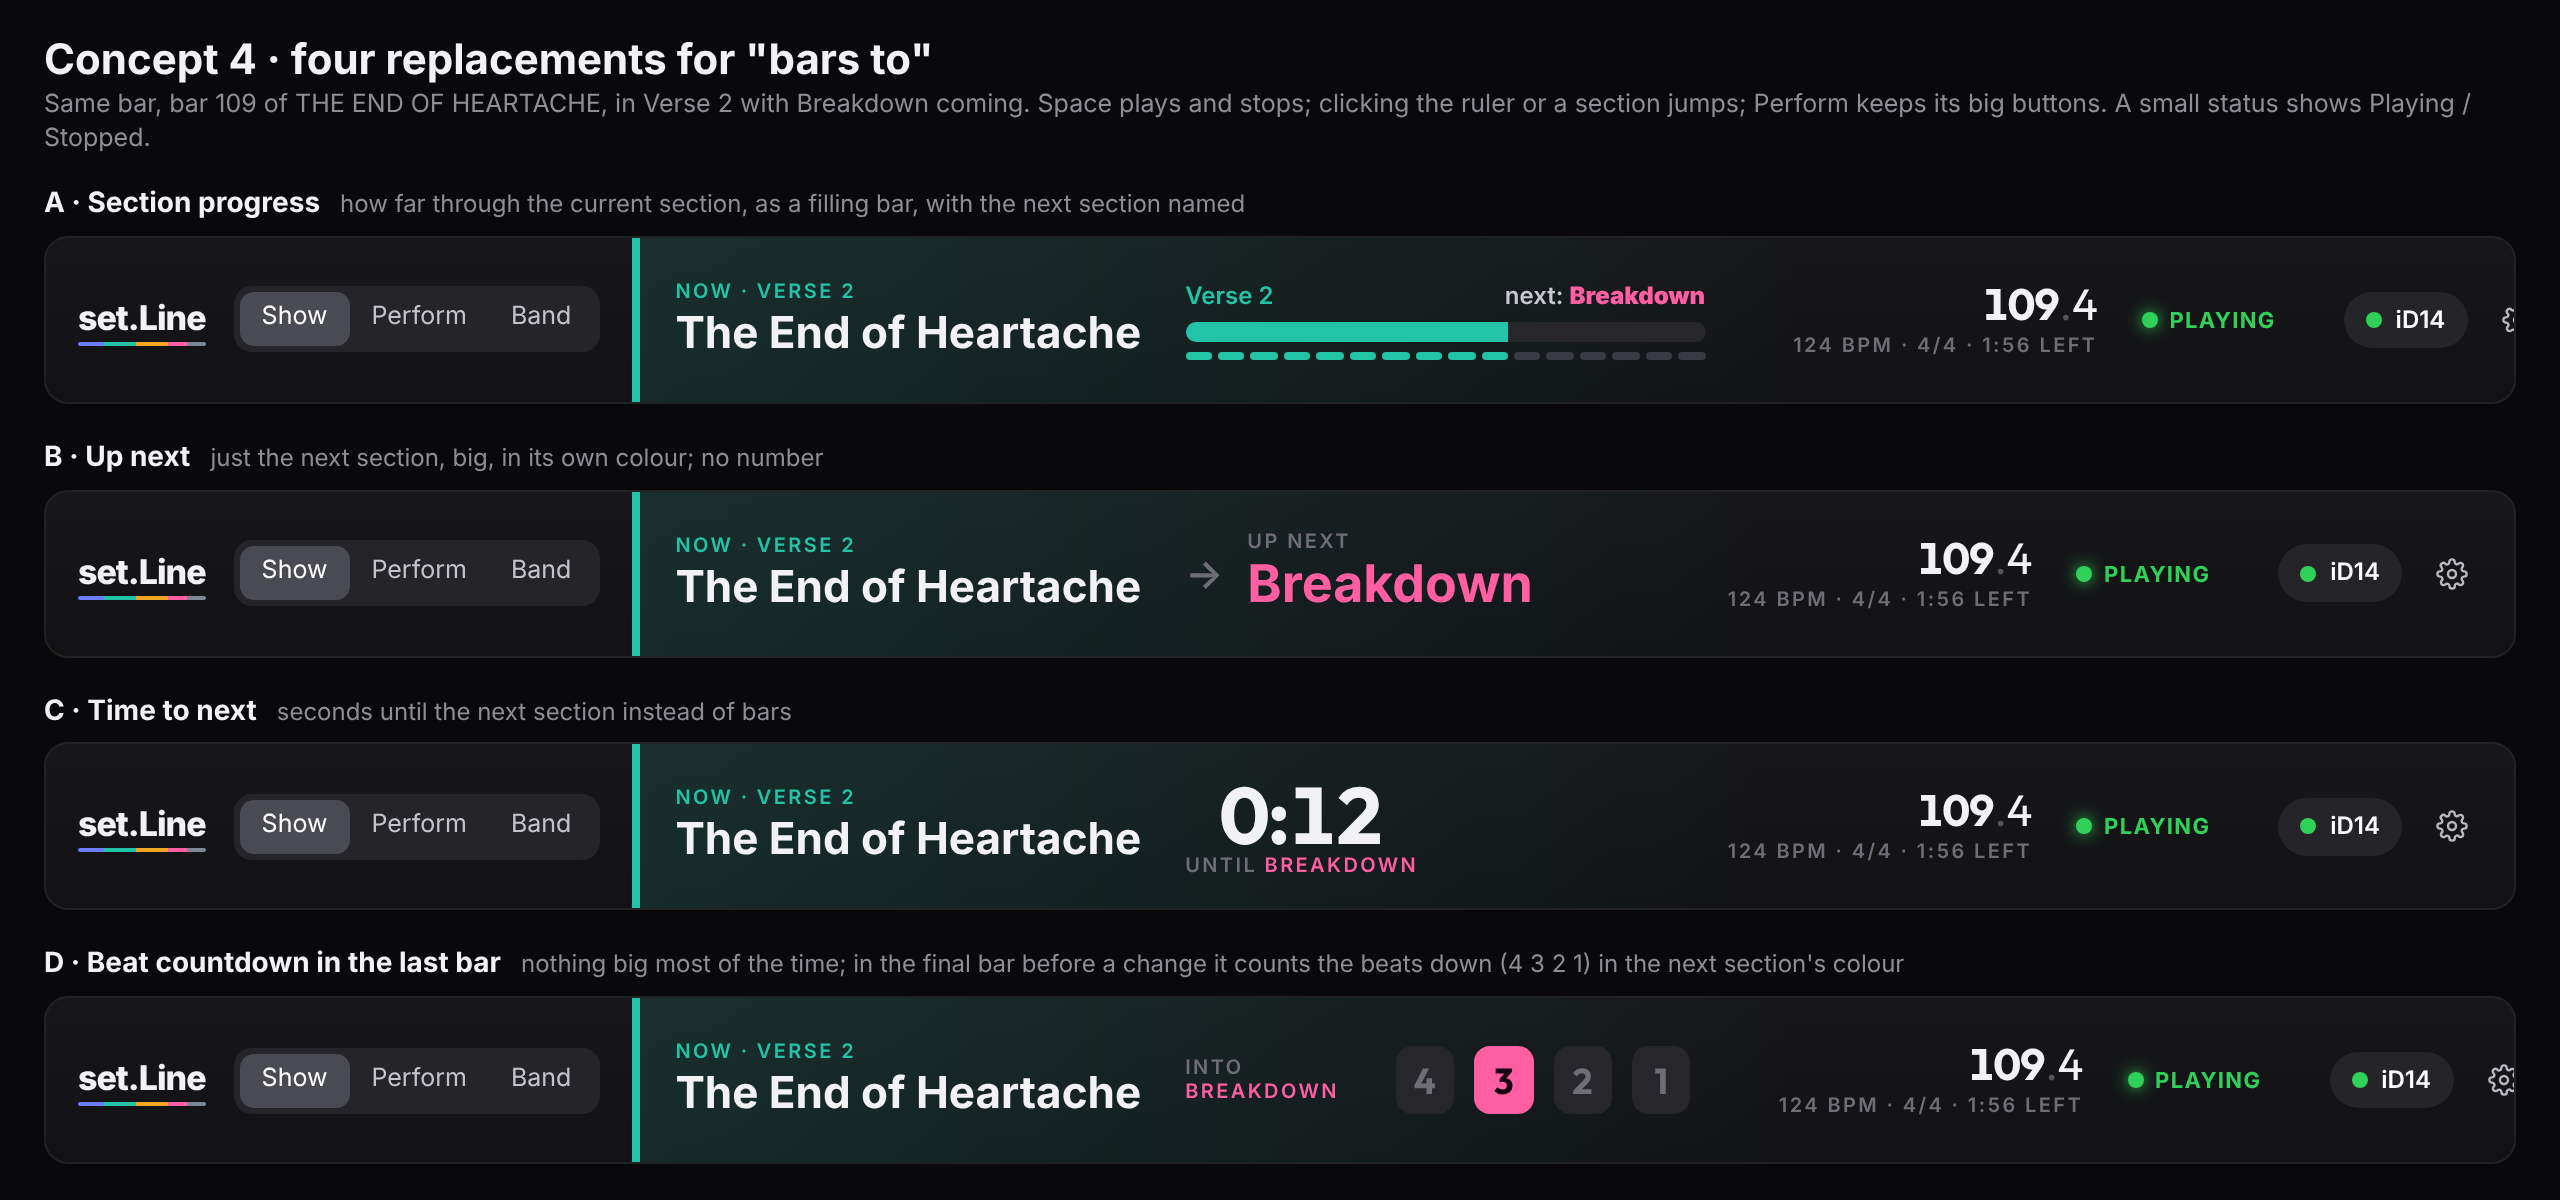 Concept 4 · four replacements for "bars to"
Same bar, bar 109 of THE END OF HEARTACHE, in Verse 2 with Breakdown coming. Space plays and stops; clicking the ruler or a section jumps; Perform keeps its big buttons. A small status shows Playing /
Stopped.
A · Section progress how far through the current section, as a filling bar, with the next section named
set.Line Show Perform Band
NOW · VERSE 2
The End of Heartache
Verse 2 next: Breakdown
109.4
124 BPM · 4/4 · 1:56 LEFT
PLAYING
iD14
B · Up next just the next section, big, in its own colour; no number
set.Line Show Perform Band
NOW · VERSE 2
The End of Heartache
→
UP NEXT
Breakdown
109.4
124 BPM · 4/4 · 1:56 LEFT
PLAYING
iD14
C · Time to next seconds until the next section instead of bars
set.Line Show Perform Band
NOW · VERSE 2
The End of Heartache
0:12
UNTIL BREAKDOWN
109.4
124 BPM · 4/4 · 1:56 LEFT
PLAYING
iD14
D · Beat countdown in the last bar nothing big most of the time; in the final bar before a change it counts the beats down (4 3 2 1) in the next section's colour
set.Line Show Perform Band
NOW · VERSE 2
The End of Heartache
INTO
BREAKDOWN
4 3 2 1
109.4
124 BPM · 4/4 · 1:56 LEFT
PLAYING
iD14